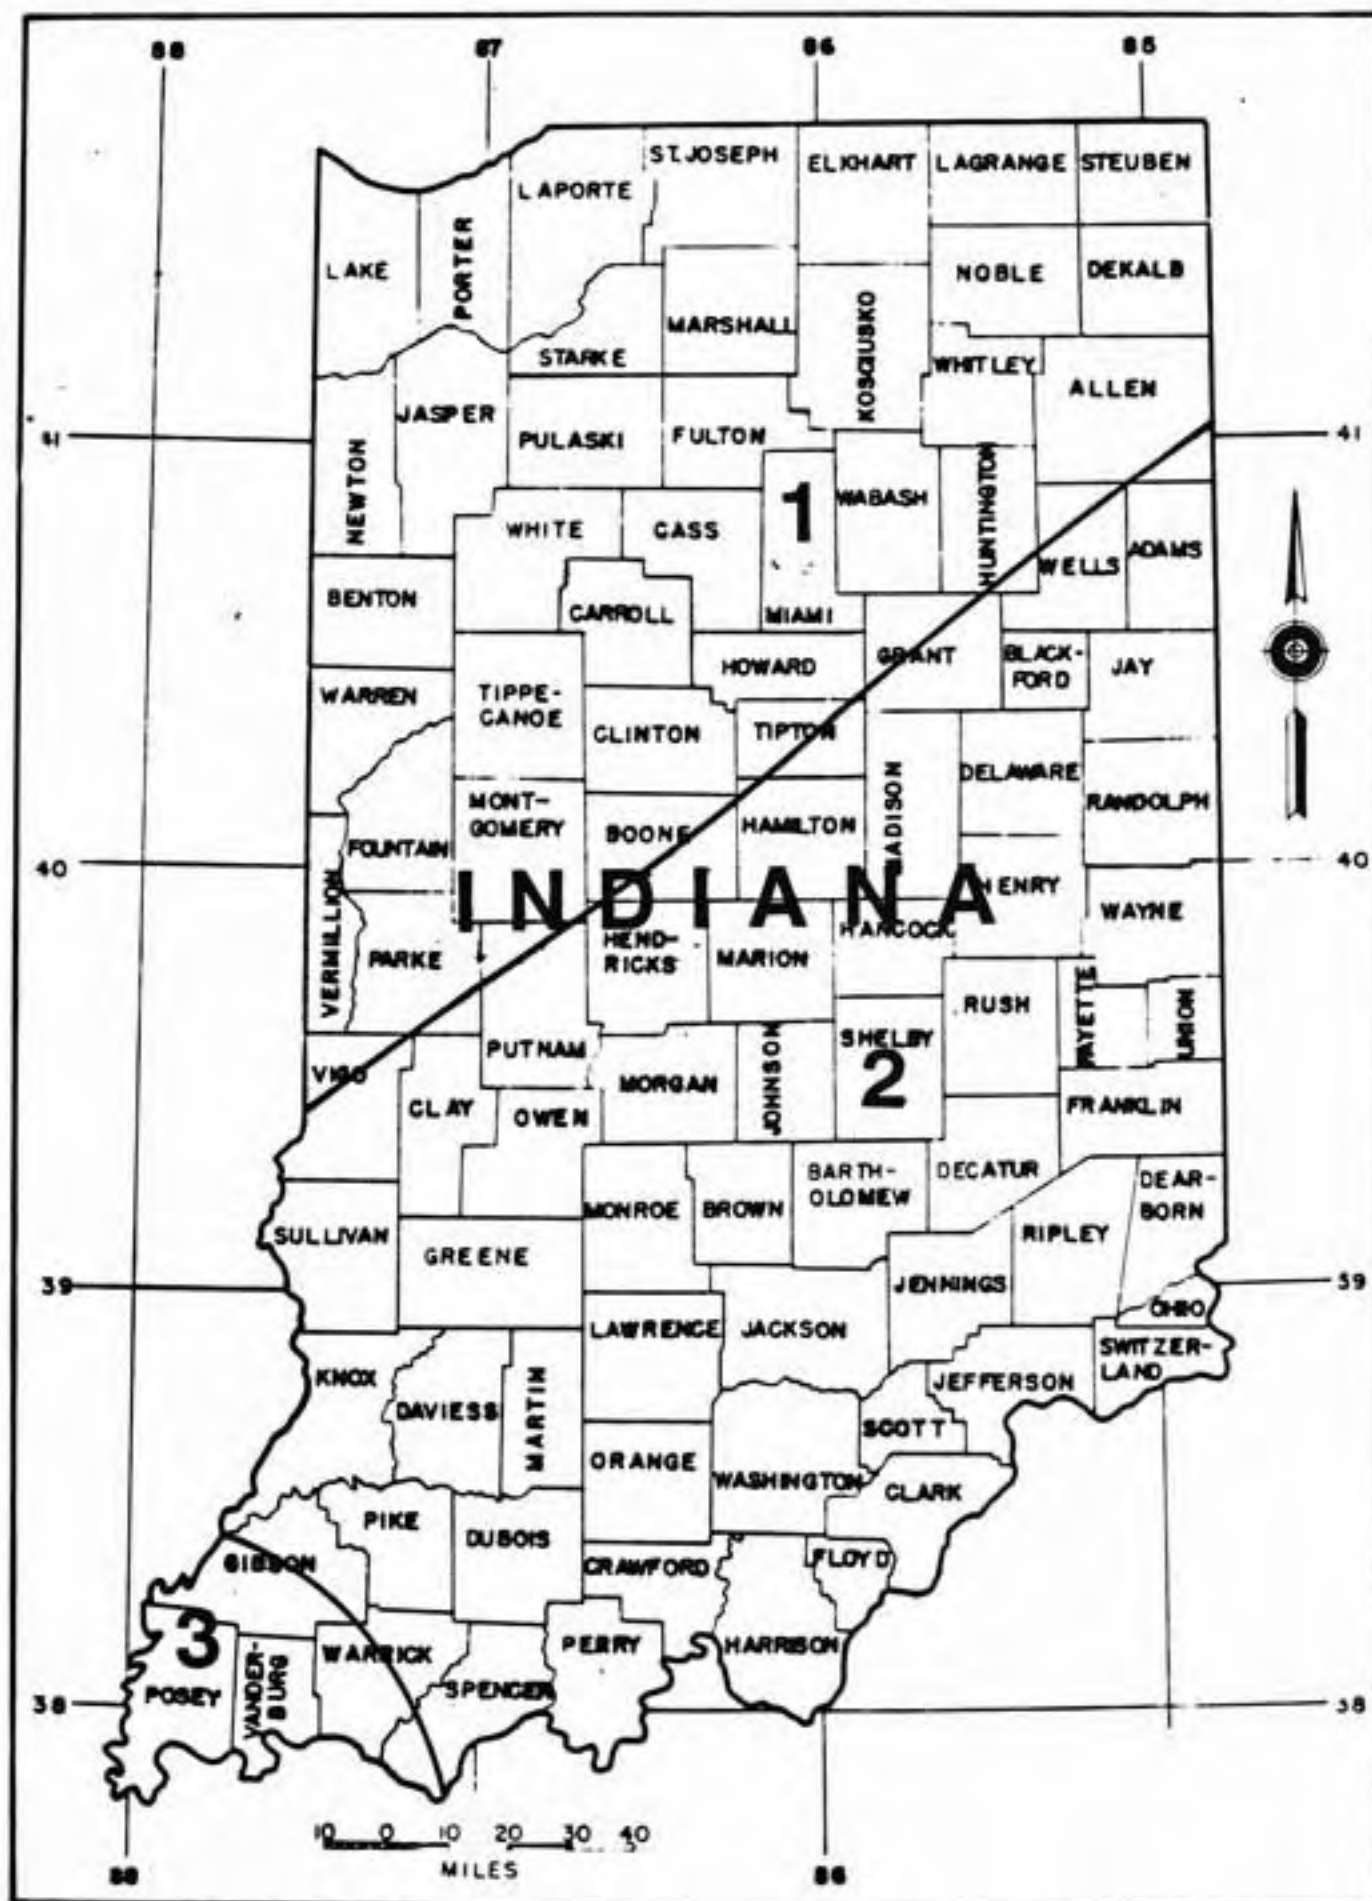 88 87 86 85
ST. JOSEPH ELKHART LAGRANGE STEUBEN
LAPORTE
PORTER
LAKE
NOBLE DEKALB
KOSCIUSKO
MARSHALL
STARKE
WHITLEY
ALLEN
JASPER
PULASKI FULTON
41 41
NEWTON
WHITE CASS
1
WABASH
HUNTINGTON
WELLS ADAMS
BENTON
CARROLL
MIAMI
HOWARD
GRANT
BLACK-
FORD
JAY
WARREN
TIPPE-
CANOE
CLINTON
TIPTON
MADISON
DELAWARE
RANDOLPH
MONT-
GOMERY
BOONE
HAMILTON
FOUNTAIN
40 40
INDIANA
HENRY
WAYNE
VERMILLION
PARKE
HEND-
RICKS
MARION
HANCOCK
RUSH
FAYETTE
UNION
PUTNAM
VIGO
CLAY
OWEN
MORGAN
JOHNSON
SHELBY
2
FRANKLIN
DECATUR
BARTH-
OLOMEW
DEAR-
BORN
MONROE BROWN
RIPLEY
SULLIVAN
GREENE
JENNINGS
39 39
OHIO
LAWRENCE JACKSON
SWITZER-
LAND
KNOX
DAVIESS
MARTIN
JEFFERSON
SCOTT
ORANGE
WASHINGTON
CLARK
PIKE
DUBOIS
GIBSON
CRAWFORD
FLOYD
3
WARRICK
PERRY
HARRISON
POSEY
VANDER-
BURG
SPENCER
38 38
10 0 10 20 30 40
MILES
88 86